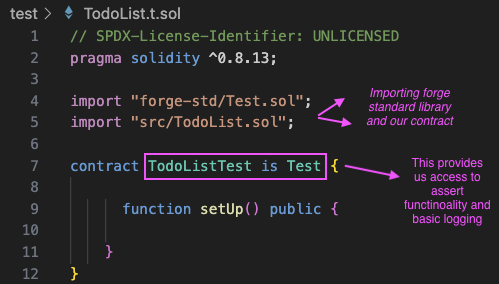 test > TodoList.t.sol
1 // SPDX-License-Identifier: UNLICENSED
2 pragma solidity ^0.8.13;
3
4 import "forge-std/Test.sol";
5 import "src/TodoList.sol";
6
7 contract TodoListTest is Test {
8
9 function setUp() public {
10
11 }
12 }
Importing forge
standard library
and our contract
This provides
us access to
assert
functinoality and
basic logging